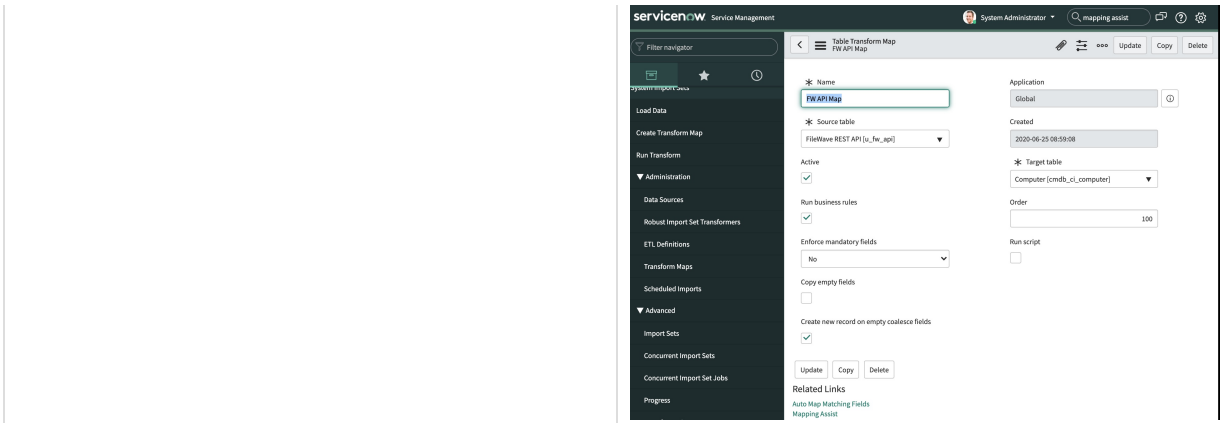 servicenow Service Management
System Administrator
mapping assist
Filter navigator
System Import Sets
Load Data
Create Transform Map
Run Transform
Administration
Data Sources
Robust Import Set Transformers
ETL Definitions
Transform Maps
Scheduled Imports
Advanced
Import Sets
Concurrent Import Sets
Concurrent Import Set Jobs
Progress
Table Transform Map
FW API Map
Update Copy Delete
Name
FW API Map
Source table
FileWave REST API [u_fw_api]
Active
Run business rules
Enforce mandatory fields
No
Copy empty fields
Create new record on empty coalesce fields
Application
Global
Created
2020-06-25 08:59:08
Target table
Computer [cmdb_ci_computer]
Order
100
Run script
Update Copy Delete
Related Links
Auto Map Matching Fields
Mapping Assist